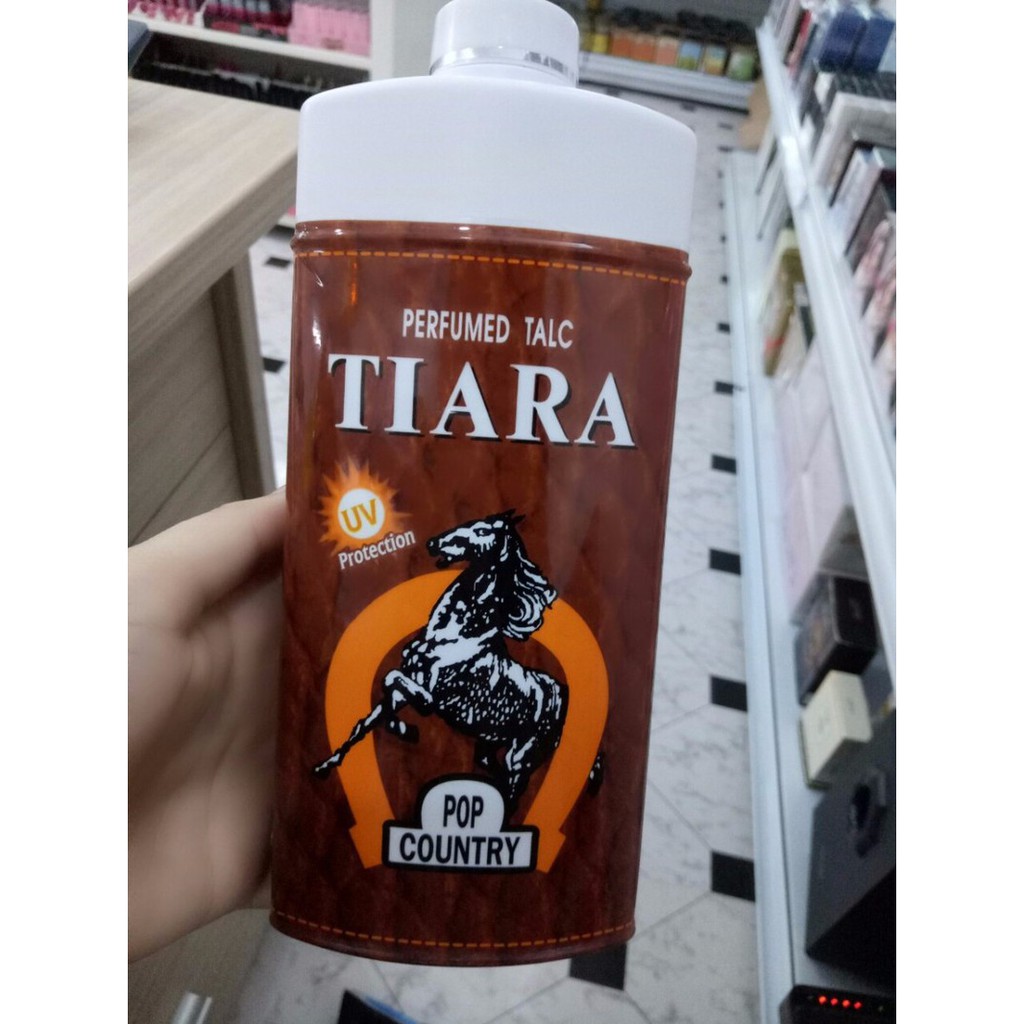 PERFUMED TALC
TIARA
UV
Protection
POP
COUNTRY